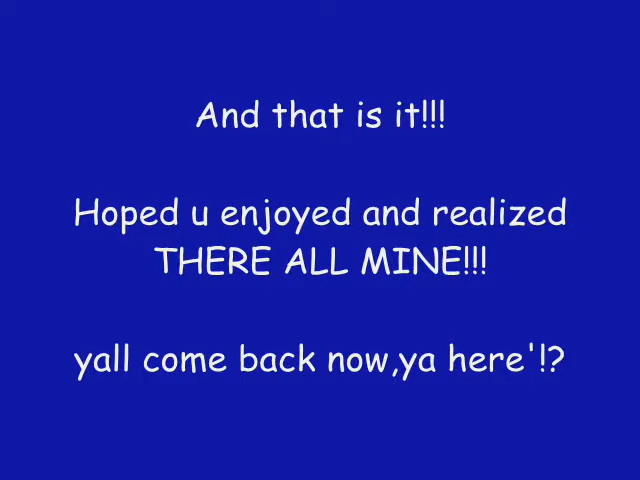 And that is it!!!
Hoped u enjoyed and realized
THERE ALL MINE!!!
yall come back now,ya here'!?